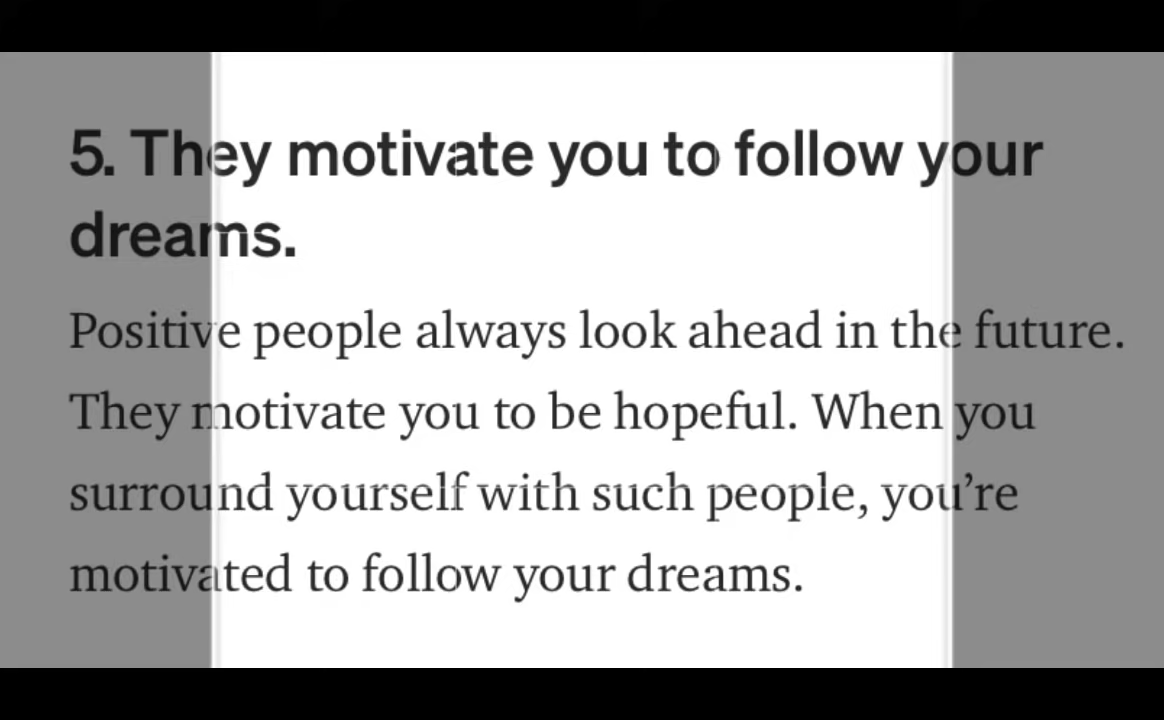 5. They motivate you to follow your
dreams.
Positive people always look ahead in the future.
They motivate you to be hopeful. When you
surround yourself with such people, you’re
motivated to follow your dreams.